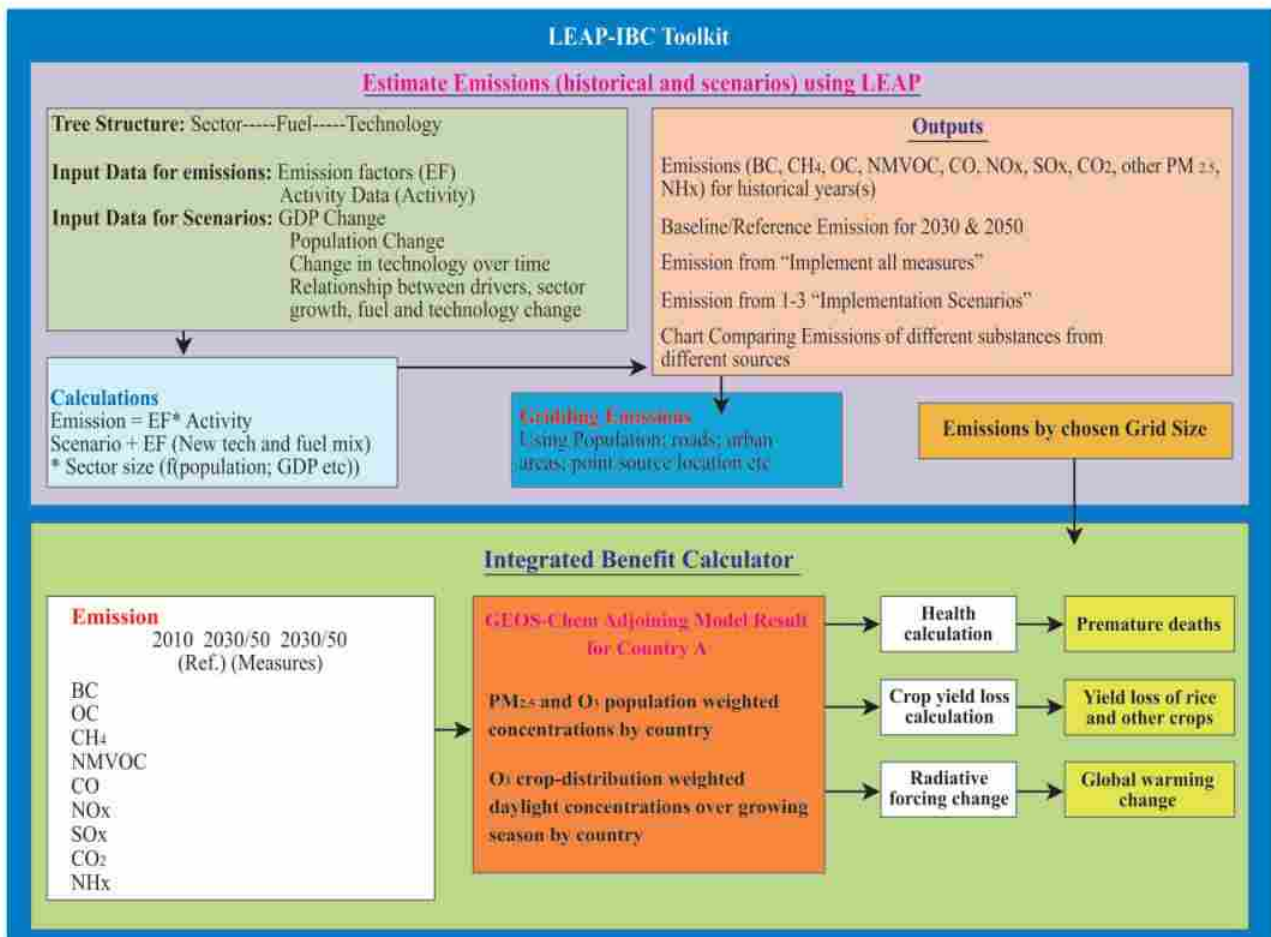 LEAP-IBC Toolkit
Estimate Emissions (historical and scenarios) using LEAP
Tree Structure: Sector-----Fuel-----Technology
Input Data for emissions: Emission factors (EF)
Activity Data (Activity)
Input Data for Scenarios: GDP Change
Population Change
Change in technology over time
Relationship between drivers, sector
growth, fuel and technology change
Outputs
Emissions (BC, CH4, OC, NMVOC, CO, NOx, SOx, CO2, other PM 2.5,
NHx) for historical years(s)
Baseline/Reference Emission for 2030 & 2050
Emission from “Implement all measures”
Emission from 1-3 “Implementation Scenarios”
Chart Comparing Emissions of different substances from
different sources
Calculations
Emission = EF* Activity
Scenario + EF (New tech and fuel mix)
* Sector size (f(population; GDP etc))
Gridding Emissions
Using Population; roads; urban
areas; point source location etc
Emissions by chosen Grid Size
Integrated Benefit Calculator
Emission
2010 2030/50 2030/50
(Ref.) (Measures)
BC
OC
CH4
NMVOC
CO
NOx
SOx
CO2
NHx
GEOS-Chem Adjoining Model Result
for Country A
PM2.5 and O3 population weighted
concentrations by country
O3 crop-distribution weighted
daylight concentrations over growing
season by country
Health
calculation
Premature deaths
Crop yield loss
calculation
Yield loss of rice
and other crops
Radiative
forcing change
Global warming
change